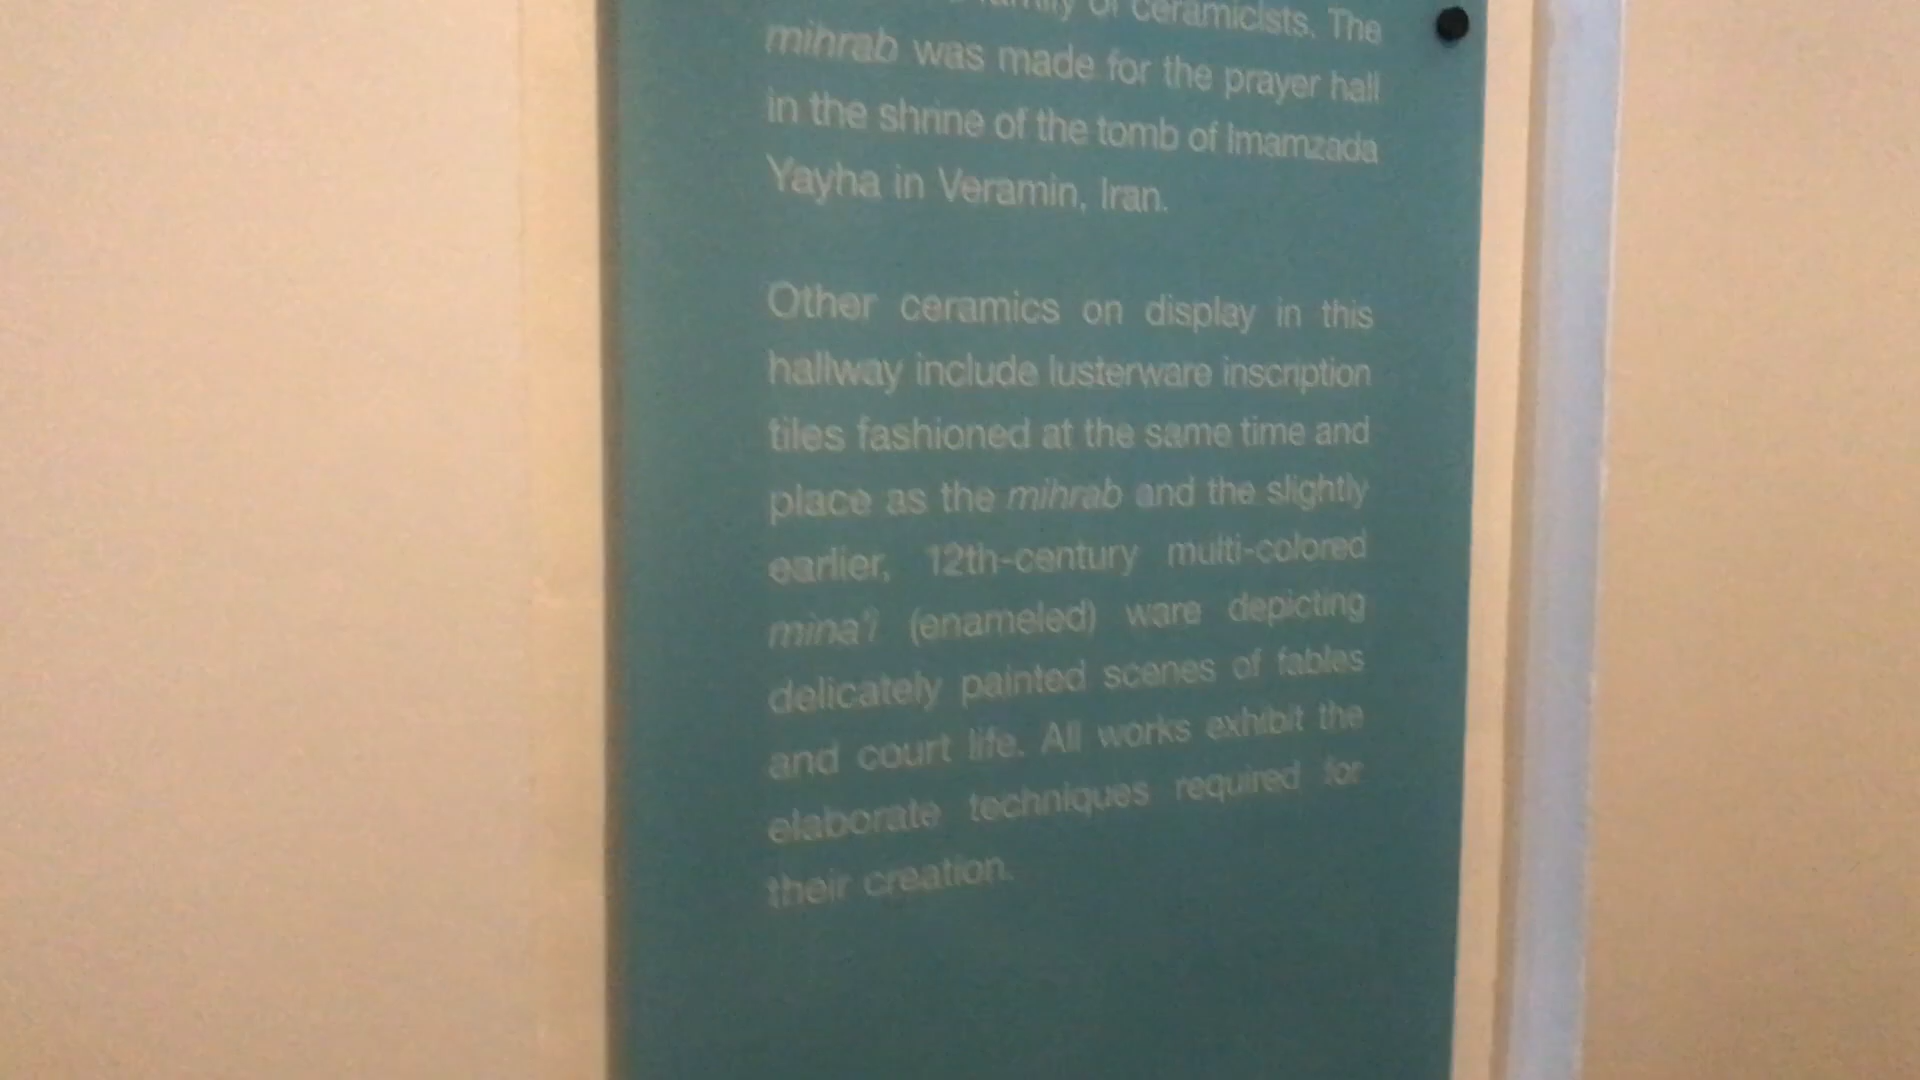 family of ceramicists. The
mihrab was made for the prayer hall
in the shrine of the tomb of Imamzada
Yayha in Veramin, Iran.
Other ceramics on display in this
hallway include lusterware inscription
tiles fashioned at the same time and
place as the mihrab and the slightly
earlier, 12th-century multi-colored
mina'i (enameled) ware depicting
delicately painted scenes of fables
and court life. All works exhibit the
elaborate techniques required for
their creation.